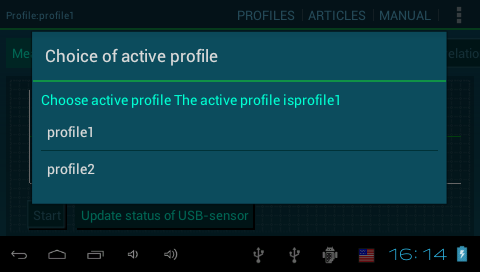 Profile:profile1 PROFILES ARTICLES MANUAL
Me
Choice of active profile
Choose active profile The active profile isprofile1
profile1
profile2
Start Update status of USB-sensor
16:14